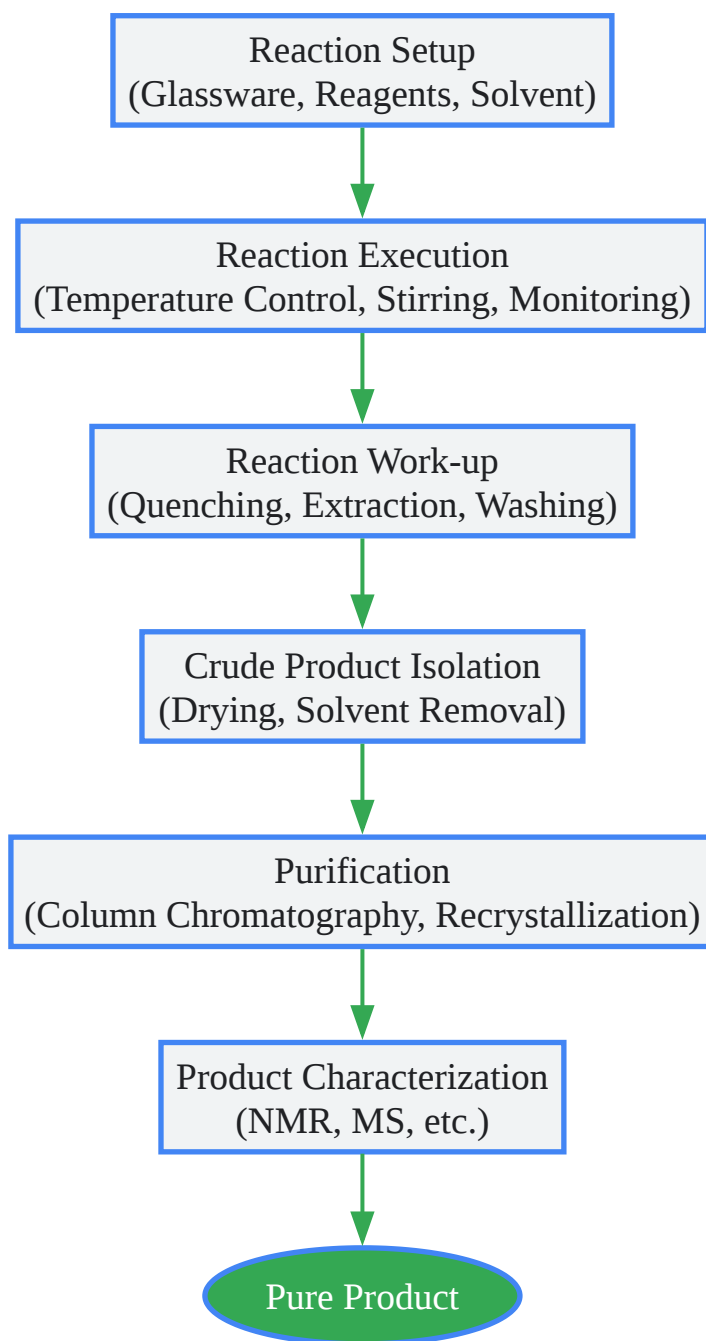 Reaction Setup
(Glassware, Reagents, Solvent)
Reaction Execution
(Temperature Control, Stirring, Monitoring)
Reaction Work-up
(Quenching, Extraction, Washing)
Crude Product Isolation
(Drying, Solvent Removal)
Purification
(Column Chromatography, Recrystallization)
Product Characterization
(NMR, MS, etc.)
Pure Product